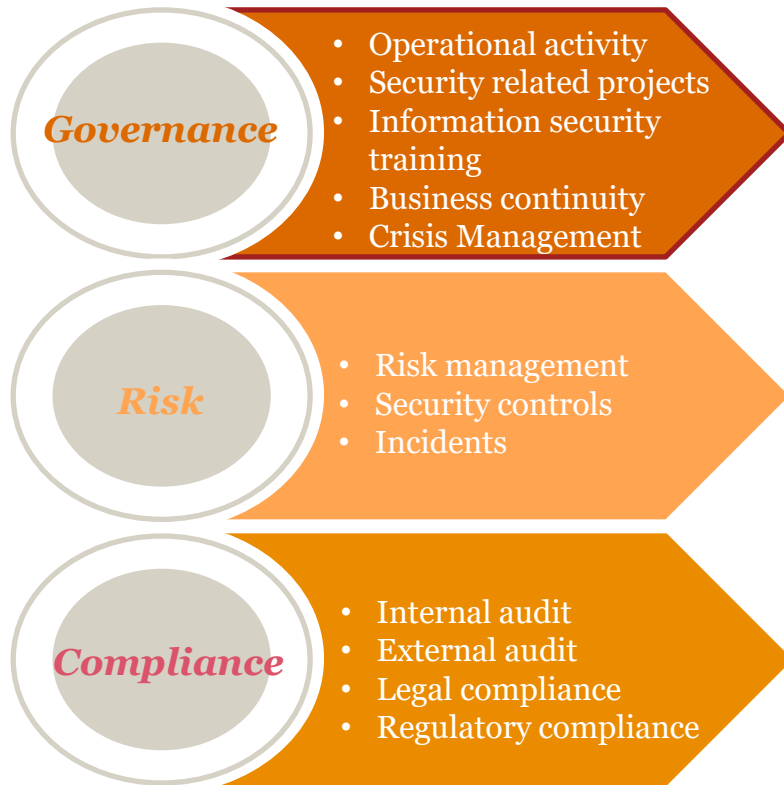 Governance
• Operational activity
• Security related projects
• Information security
training
• Business continuity
• Crisis Management
Risk
• Risk management
• Security controls
• Incidents
Compliance
• Internal audit
• External audit
• Legal compliance
• Regulatory compliance